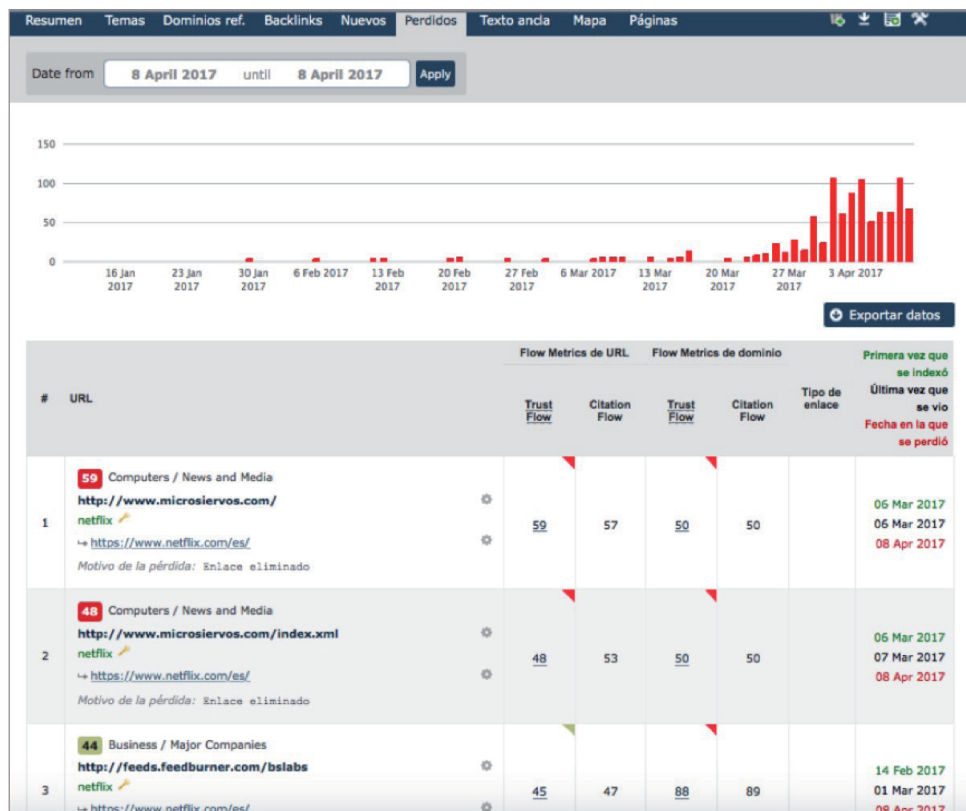 Resumen Temas Dominios ref. Backlinks Nuevos Perdidos Texto ancla Mapa Páginas
Date from 8 April 2017 until 8 April 2017 Apply
150
100
50
0
16 Jan 2017 23 Jan 2017 30 Jan 2017 6 Feb 2017 13 Feb 2017 20 Feb 2017 27 Feb 2017 6 Mar 2017 13 Mar 2017 20 Mar 2017 27 Mar 2017 3 Apr 2017
Exportar datos
Flow Metrics de URL Flow Metrics de dominio
# URL Trust Flow Citation Flow Trust Flow Citation Flow Tipo de enlace
Primera vez que se indexó
Última vez que se vio
Fecha en la que se perdió
59 Computers / News and Media
http://www.microsiervos.com/
netflix
https://www.netflix.com/es/
Motivo de la pérdida: Enlace eliminado
1 59 57 50 50
06 Mar 2017
06 Mar 2017
08 Apr 2017
48 Computers / News and Media
http://www.microsiervos.com/index.xml
netflix
https://www.netflix.com/es/
Motivo de la pérdida: Enlace eliminado
2 48 53 50 50
06 Mar 2017
07 Mar 2017
08 Apr 2017
44 Business / Major Companies
http://feeds.feedburner.com/bslabs
netflix
https://www.netflix.com/es/
3 45 47 88 89
14 Feb 2017
01 Mar 2017
08 Apr 2017